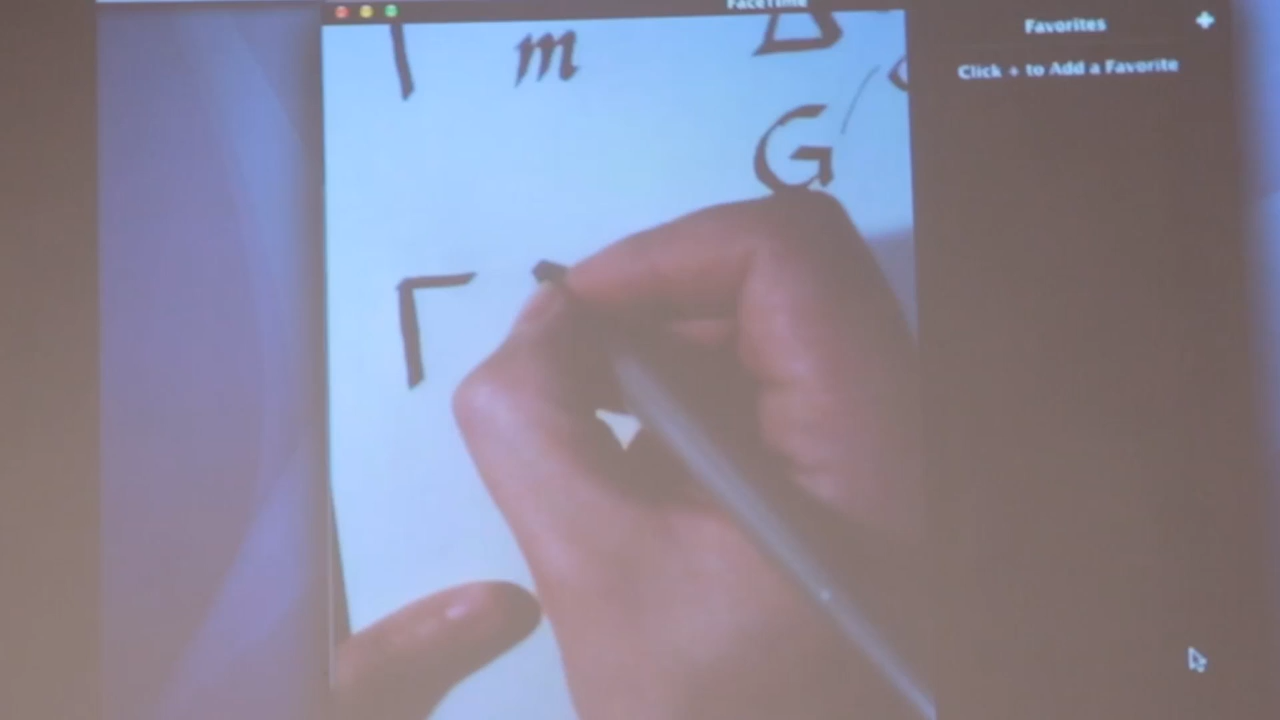 FaceTime
Favorites
Click + to Add a Favorite
m
G
Γ